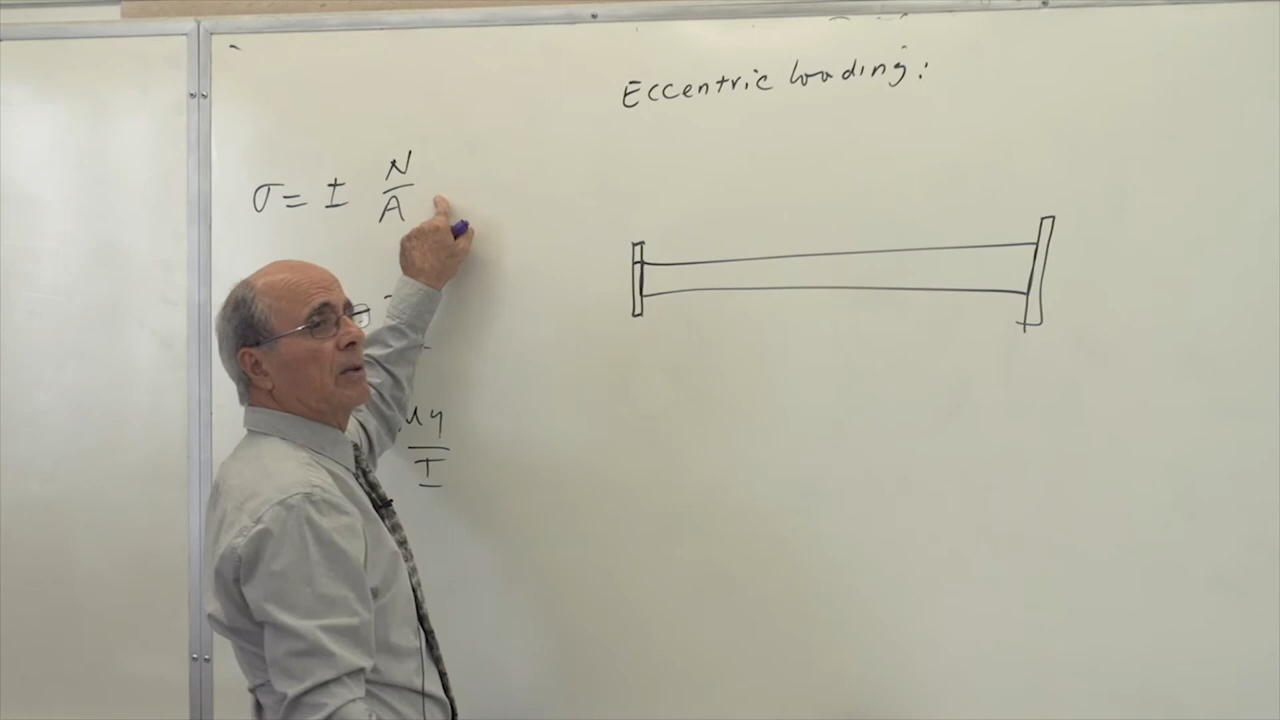 Eccentric loading:
σ = ± N/A
My/I